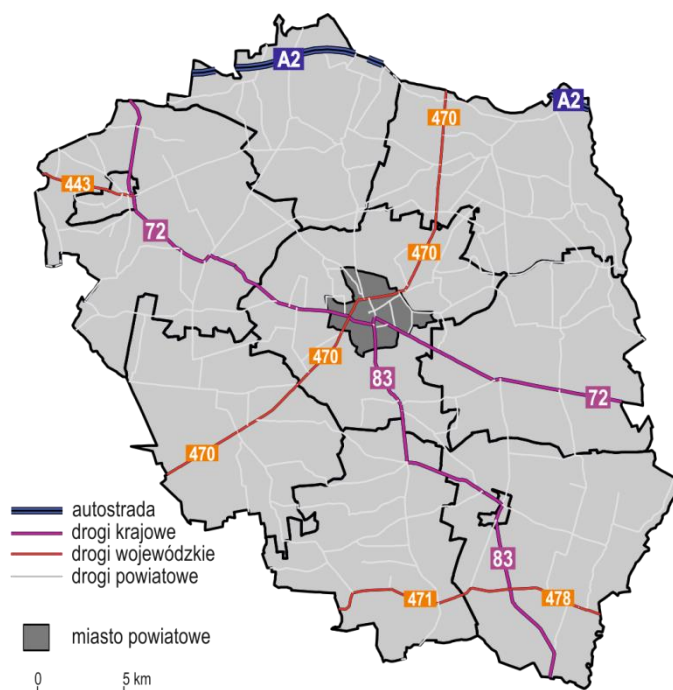 A2
A2
470
443
72
470
470
83
72
470
autostrada
drogi krajowe
drogi wojewódzkie
drogi powiatowe
83
471
478
miasto powiatowe
0 5 km